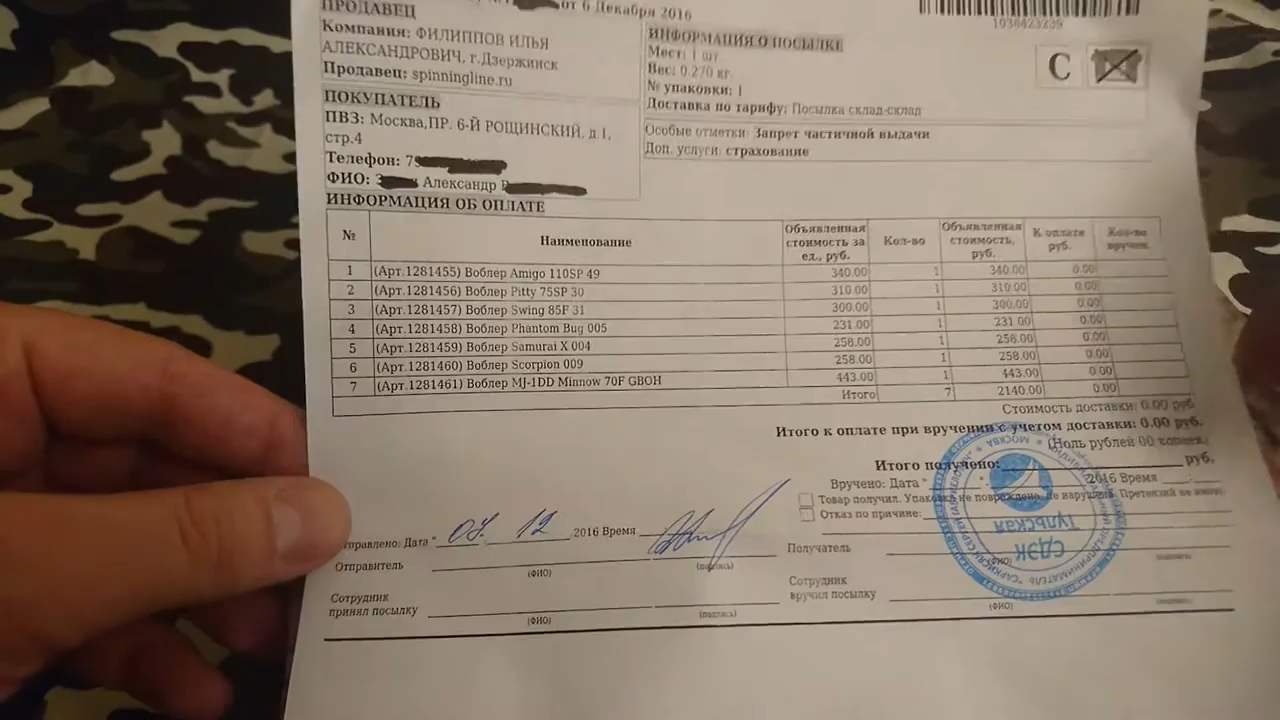 от 6 Декабря 2016
1036423239
ПРОДАВЕЦ
Компания: ФИЛИППОВ ИЛЬЯ
АЛЕКСАНДРОВИЧ, г.Дзержинск
Продавец: spinningline.ru
ПОКУПАТЕЛЬ
ПВЗ: Москва,ПР. 6-Й РОЩИНСКИЙ, д.1,
стр.4
Телефон: 7
ФИО: З Александр
ИНФОРМАЦИЯ О ПОСЫЛКЕ
Мест: 1 шт
Вес: 0.270 кг.
№ упаковки: 1
Доставка по тарифу: Посылка склад-склад
С
Особые отметки: Запрет частичной выдачи
Доп. услуги: страхование
ИНФОРМАЦИЯ ОБ ОПЛАТЕ
№ Наименование Объявленная стоимость за ед., руб. Кол-во Объявленная стоимость, руб. К оплате руб. Кол-во вручен.
1 (Арт.1281455) Воблер Amigo 110SP 49 340.00 1 340.00 0.00
2 (Арт.1281456) Воблер Pitty 75SP 30 310.00 1 310.00 0.00
3 (Арт.1281457) Воблер Swing 85F 31 300.00 1 300.00 0.00
4 (Арт.1281458) Воблер Phantom Bug 005 231.00 1 231.00 0.00
5 (Арт.1281459) Воблер Samurai X 004 258.00 1 258.00 0.00
6 (Арт.1281460) Воблер Scorpion 009 258.00 1 258.00 0.00
7 (Арт.1281461) Воблер MJ-1DD Minnow 70F GBOH 443.00 1 443.00 0.00
Итого 7 2140.00 0.00
Стоимость доставки: 0.00 руб.
Итого к оплате при вручении с учетом доставки: 0.00 руб.
(Ноль рублей 00 копеек)
Итого получено: руб.
Вручено: Дата " 2016 Время :
Товар получил. Упаковка не повреждена, не нарушена. Претензий не имею.
Отказ по причине:
тправлено: Дата " 07. 12 2016 Время
Отправитель
(ФИО) (подпись)
Получатель
(ФИО) (подпись)
Сотрудник
принял посылку
(ФИО) (подпись)
Сотрудник
вручил посылку
(ФИО) (подпись)
СДЭК
Тульская
МОСКВА